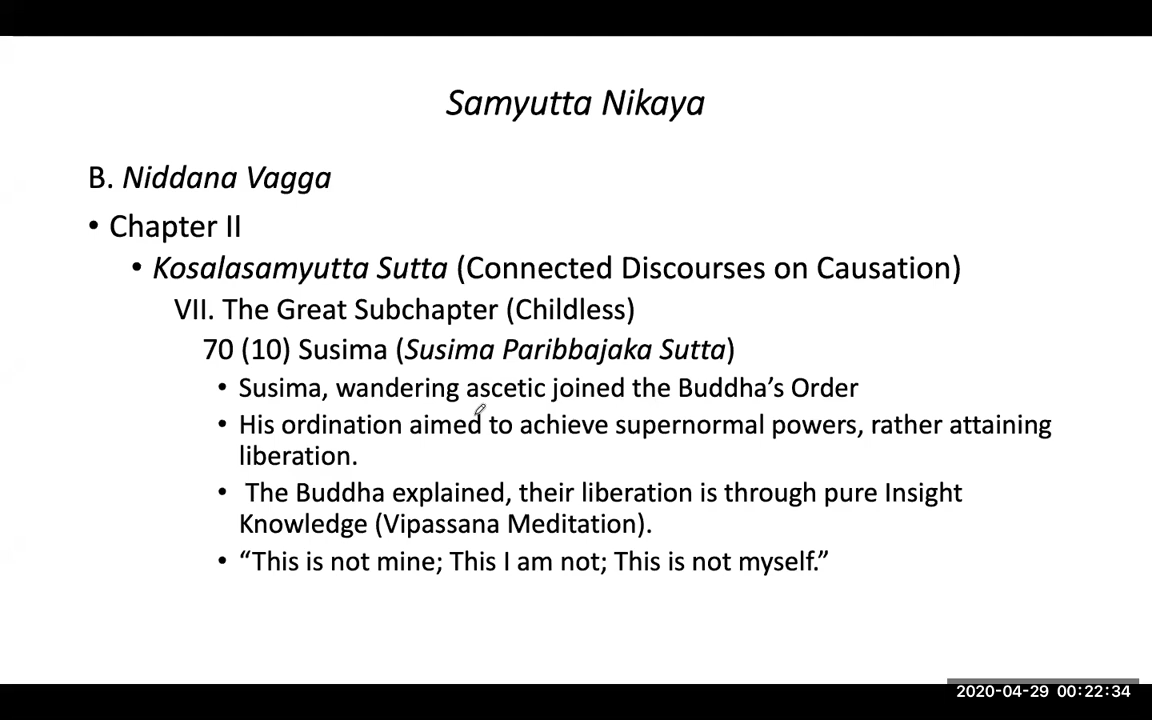 Samyutta Nikaya
B. Niddana Vagga
• Chapter II
• Kosalasamyutta Sutta (Connected Discourses on Causation)
VII. The Great Subchapter (Childless)
70 (10) Susima (Susima Paribbajaka Sutta)
• Susima, wandering ascetic joined the Buddha’s Order
• His ordination aimed to achieve supernormal powers, rather attaining
liberation.
• The Buddha explained, their liberation is through pure Insight
Knowledge (Vipassana Meditation).
• “This is not mine; This I am not; This is not myself.”
2020-04-29 00:22:34